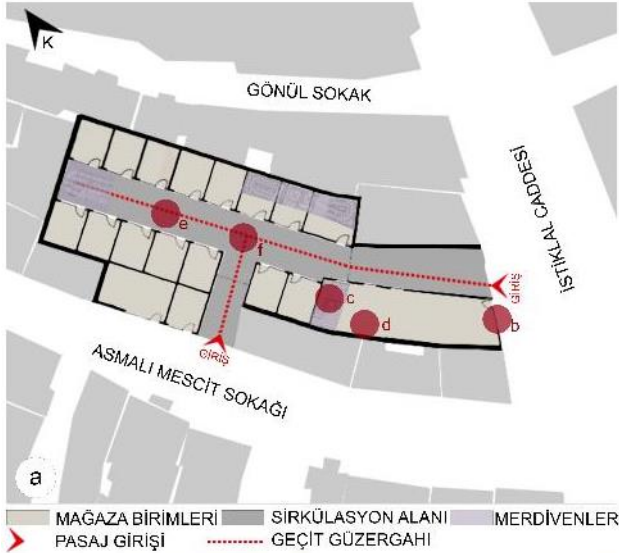 K
GÖNÜL SOKAK
İSTİKLAL CADDESİ
e
f
c
d
GİRİŞ
b
GİRİŞ
ASMALI MESCİT SOKAĞI
a
MAĞAZA BİRİMLERİ
SİRKÜLASYON ALANI
MERDİVENLER
PASAJ GİRİŞİ
GEÇİT GÜZERGAHI